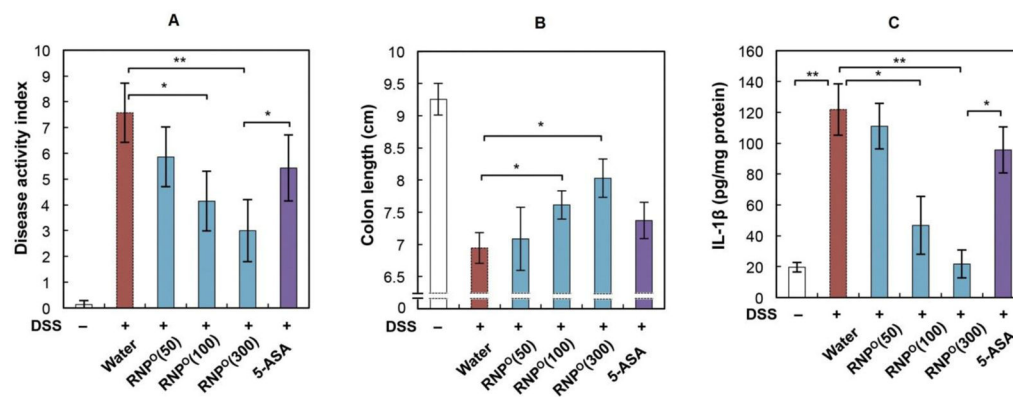 A
Disease activity index
10
9
8
7
6
5
4
3
2
1
0
**
*
*
DSS – + + + + +
Water
RNPᴼ(50)
RNPᴼ(100)
RNPᴼ(300)
5-ASA
B
Colon length (cm)
10
9.5
9
8.5
8
7.5
7
6.5
0
*
*
DSS – + + + + +
Water
RNPᴼ(50)
RNPᴼ(100)
RNPᴼ(300)
5-ASA
C
IL-1β (pg/mg protein)
160
140
120
100
80
60
40
20
0
**
**
*
*
DSS – + + + + +
Water
RNPᴼ(50)
RNPᴼ(100)
RNPᴼ(300)
5-ASA